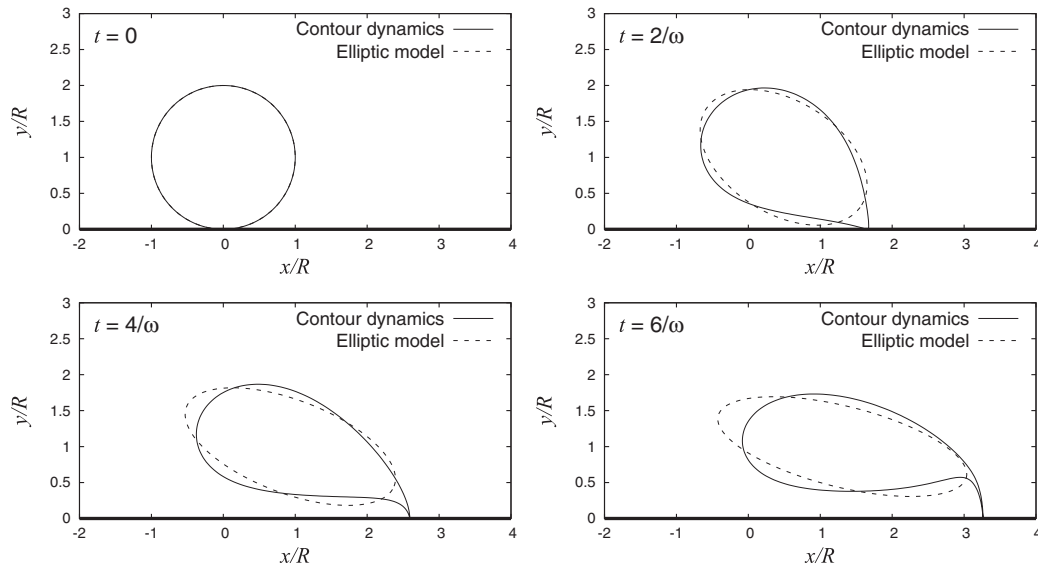 3
2.5
2
1.5
1
0.5
0
-2 -1 0 1 2 3 4
y/R
x/R
t = 0
Contour dynamics
Elliptic model
3
2.5
2
1.5
1
0.5
0
-2 -1 0 1 2 3 4
y/R
x/R
t = 2/ω
Contour dynamics
Elliptic model
3
2.5
2
1.5
1
0.5
0
-2 -1 0 1 2 3 4
y/R
x/R
t = 4/ω
Contour dynamics
Elliptic model
3
2.5
2
1.5
1
0.5
0
-2 -1 0 1 2 3 4
y/R
x/R
t = 6/ω
Contour dynamics
Elliptic model